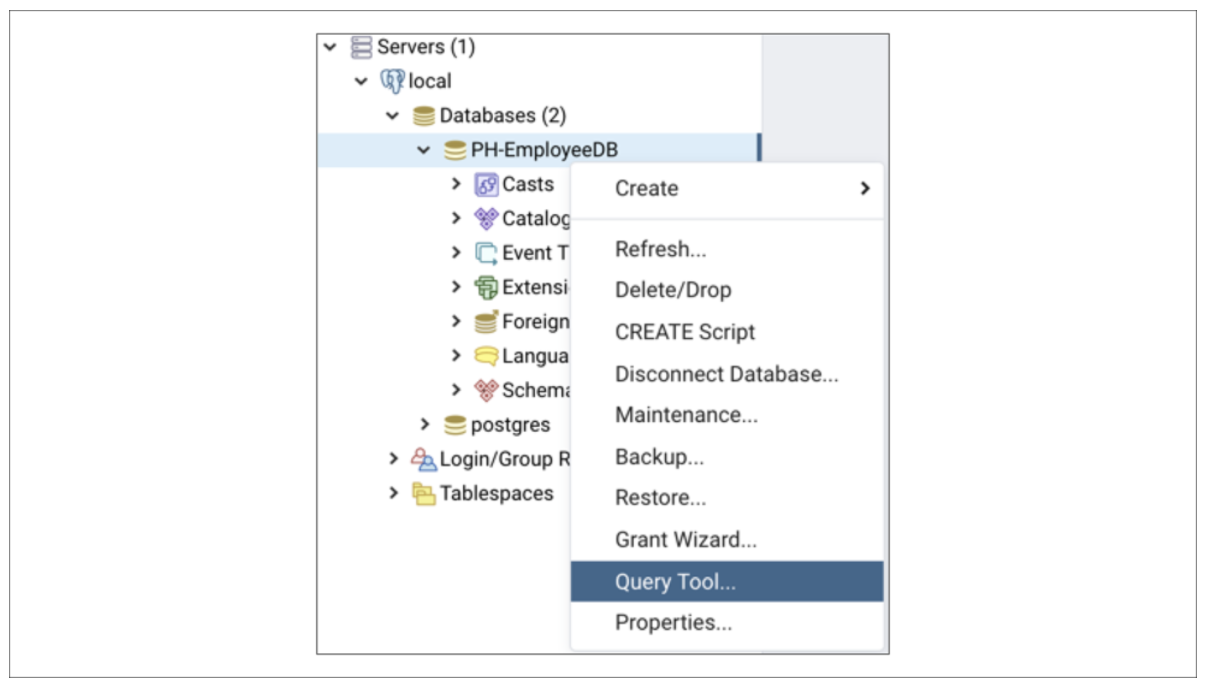 Servers (1)
local
Databases (2)
PH-EmployeeDB
Casts
Catalog
Event T
Extensi
Foreign
Langua
Schema
postgres
Login/Group R
Tablespaces
Create
Refresh...
Delete/Drop
CREATE Script
Disconnect Database...
Maintenance...
Backup...
Restore...
Grant Wizard...
Query Tool...
Properties...